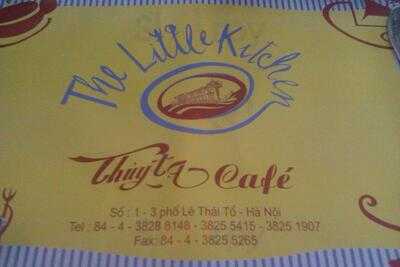 The Little Kitchen
Thuỷ Tạ Café
Số : 1 - 3 phố Lê Thái Tổ - Hà Nội
Tel : 84 - 4 - 3828 8148 - 3825 5415 - 3825 1907
Fax: 84 - 4 - 3825 5265